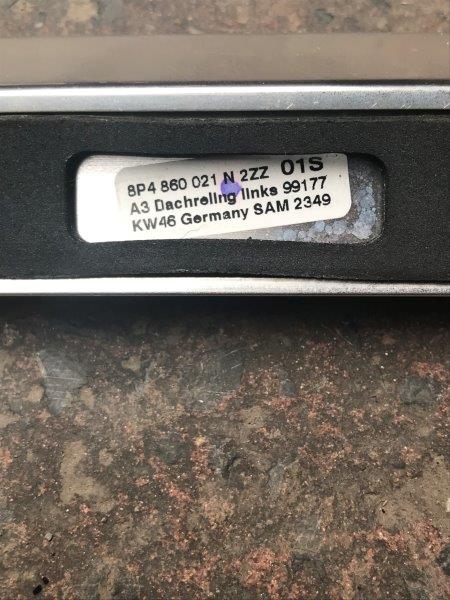 8P4 860 021 N 2ZZ 01S
A3 Dachreling links 99177
KW46 Germany SAM 2349